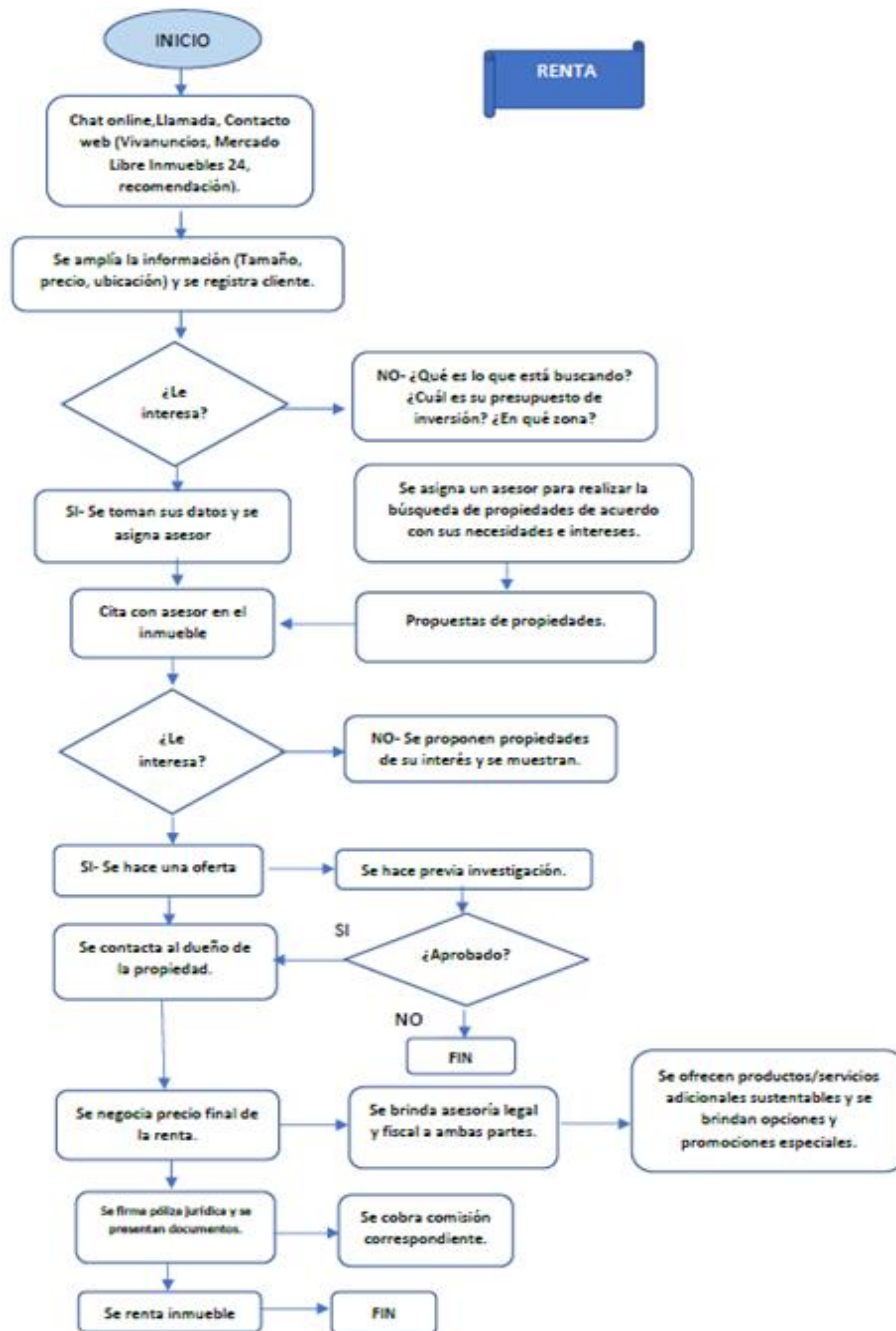 INICIO
RENTA
Chat online,Llamada, Contacto
web (Vivanuncios, Mercado
Libre Inmuebles 24,
recomendación).
Se amplía la información (Tamaño,
precio, ubicación) y se registra cliente.
¿Le
interesa?
NO- ¿Qué es lo que está buscando?
¿Cuál es su presupuesto de
inversión? ¿En qué zona?
SI- Se toman sus datos y se
asigna asesor
Se asigna un asesor para realizar la
búsqueda de propiedades de acuerdo
con sus necesidades e intereses.
Cita con asesor en el
inmueble
Propuestas de propiedades.
¿Le
interesa?
NO- Se proponen propiedades
de su interés y se muestran.
SI- Se hace una oferta
Se hace previa investigación.
Se contacta al dueño de
la propiedad.
SI
¿Aprobado?
NO
FIN
Se negocia precio final de
la renta.
Se brinda asesoría legal
y fiscal a ambas partes.
Se ofrecen productos/servicios
adicionales sustentables y se
brindan opciones y
promociones especiales.
Se firma póliza jurídica y se
presentan documentos.
Se cobra comisión
correspondiente.
Se renta inmueble
FIN